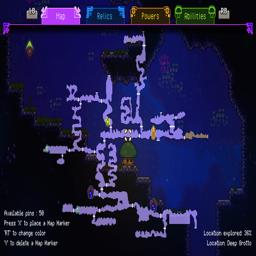 Map
Relics
Powers
Abilities
Available pins : 50
Press 'X' to place a Map Marker
'RT' to change color
'Y' to delete a Map Marker
Location explored: 36%
Location: Deep Grotto